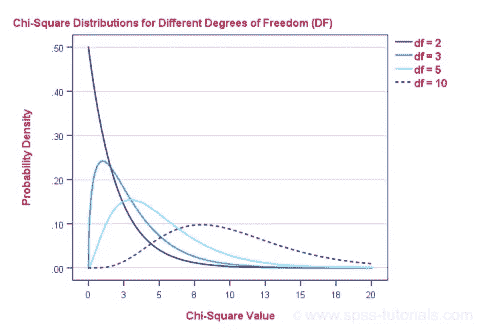 Chi-Square Distributions for Different Degrees of Freedom (DF)
df = 2
df = 3
df = 5
df = 10
Probability Density
.50
.40
.30
.20
.10
.00
0 3 5 8 10 13 15 18 20
Chi-Square Value
© www.spss-tutorials.com